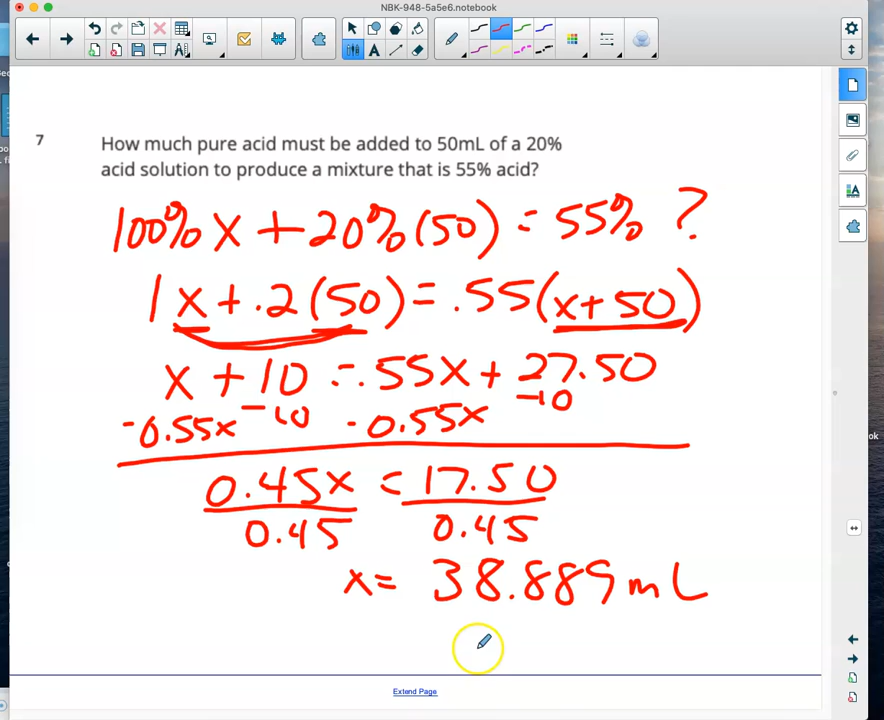 NBK-948-5a5e6.notebook
7
How much pure acid must be added to 50mL of a 20%
acid solution to produce a mixture that is 55% acid?
100% x + 20% (50) = 55% ?
1x + .2(50) = .55(x+50)
x + 10 = .55x + 27.50
-0.55x -10 -0.55x -10
0.45x = 17.50
0.45 0.45
x = 38.889 mL
Extend Page